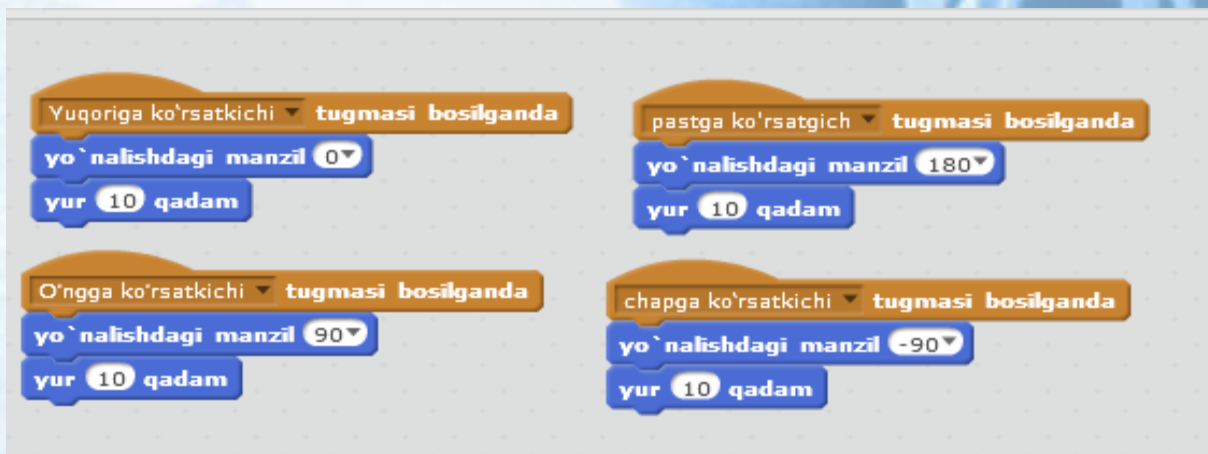 Yuqoriga ko'rsatkichi tugmasi bosilganda
yo`nalishdagi manzil 0
yur 10 qadam
pastga ko'rsatgich tugmasi bosilganda
yo`nalishdagi manzil 180
yur 10 qadam
O'ngga ko'rsatkichi tugmasi bosilganda
yo`nalishdagi manzil 90
yur 10 qadam
chapga ko'rsatkichi tugmasi bosilganda
yo`nalishdagi manzil -90
yur 10 qadam